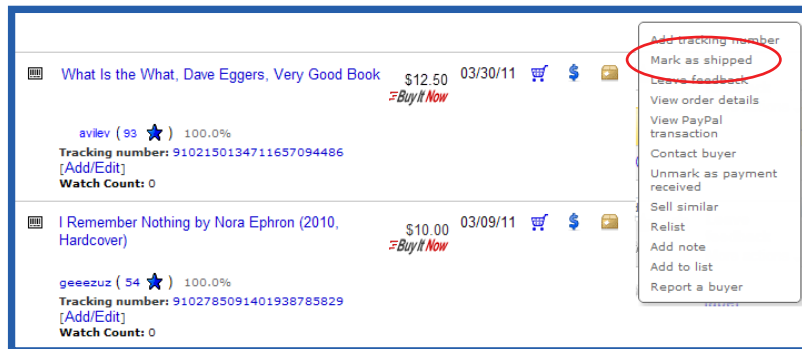 What Is the What, Dave Eggers, Very Good Book
$12.50
Buy It Now
03/30/11
avilev ( 93 ) 100.0%
Tracking number: 9102150134711657094486
[Add/Edit]
Watch Count: 0
I Remember Nothing by Nora Ephron (2010,
Hardcover)
$10.00
Buy It Now
03/09/11
geeezuz ( 54 ) 100.0%
Tracking number: 9102785091401938785829
[Add/Edit]
Watch Count: 0
Add tracking number
Mark as shipped
Leave feedback
View order details
View PayPal
transaction
Contact buyer
Unmark as payment
received
Sell similar
Relist
Add note
Add to list
Report a buyer